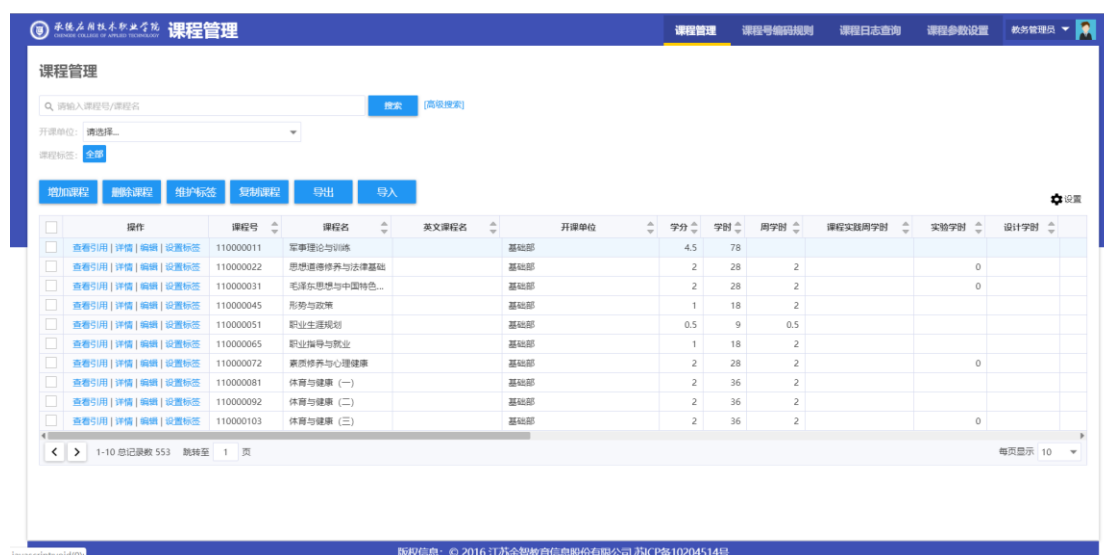 承德应用技术职业学院 课程管理 课程管理 课程号编码规则 课程日志查询 课程参数设置 教务管理员
CHENGDE COLLEGE OF APPLIED TECHNOLOGY
课程管理
请输入课程号/课程名 搜索 [高级搜索]
开课单位: 请选择...
课程标签: 全部
增加课程 删除课程 维护标签 复制课程 导出 导入
设置
操作 课程号 课程名 英文课程名 开课单位 学分 学时 周学时 课程实践周学时 实验学时 设计学时
查看引用 | 详情 | 编辑 | 设置标签 110000011 军事理论与训练 基础部 4.5 78
查看引用 | 详情 | 编辑 | 设置标签 110000022 思想道德修养与法律基础 基础部 2 28 2 0
查看引用 | 详情 | 编辑 | 设置标签 110000031 毛泽东思想与中国特色... 基础部 2 28 2 0
查看引用 | 详情 | 编辑 | 设置标签 110000045 形势与政策 基础部 1 18 2
查看引用 | 详情 | 编辑 | 设置标签 110000051 职业生涯规划 基础部 0.5 9 0.5
查看引用 | 详情 | 编辑 | 设置标签 110000065 职业指导与就业 基础部 1 18 2
查看引用 | 详情 | 编辑 | 设置标签 110000072 素质修养与心理健康 基础部 2 28 2 0
查看引用 | 详情 | 编辑 | 设置标签 110000081 体育与健康（一） 基础部 2 36 2
查看引用 | 详情 | 编辑 | 设置标签 110000092 体育与健康（二） 基础部 2 36 2
查看引用 | 详情 | 编辑 | 设置标签 110000103 体育与健康（三） 基础部 2 36 2 0
1-10 总记录数 553 跳转至 1 页 每页显示 10
版权信息: © 2016 江苏金智教育信息股份有限公司 苏ICP备10204514号